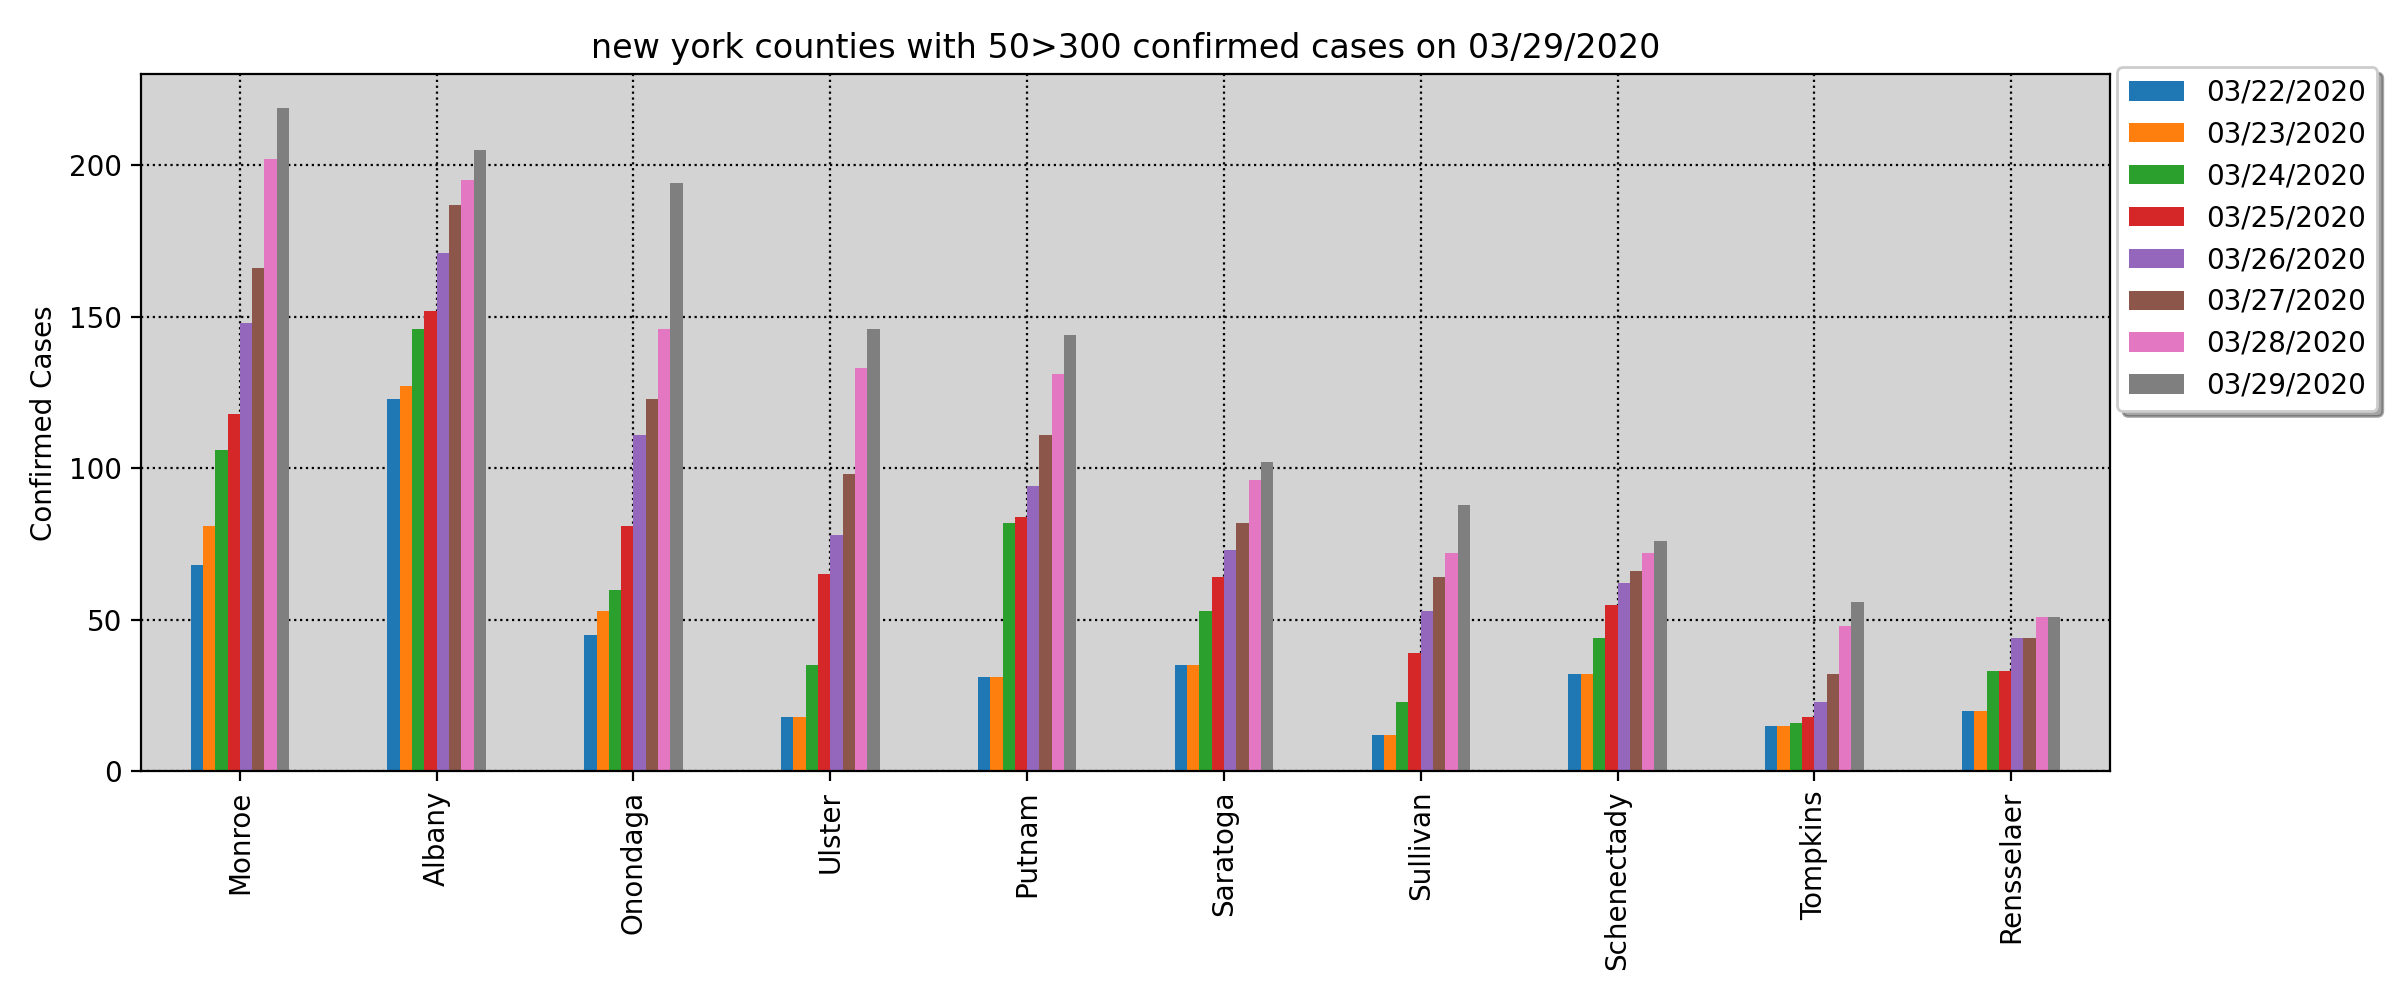 new york counties with 50>300 confirmed cases on 03/29/2020
Confirmed Cases
200
150
100
50
0
Monroe
Albany
Onondaga
Ulster
Putnam
Saratoga
Sullivan
Schenectady
Tompkins
Rensselaer
03/22/2020
03/23/2020
03/24/2020
03/25/2020
03/26/2020
03/27/2020
03/28/2020
03/29/2020